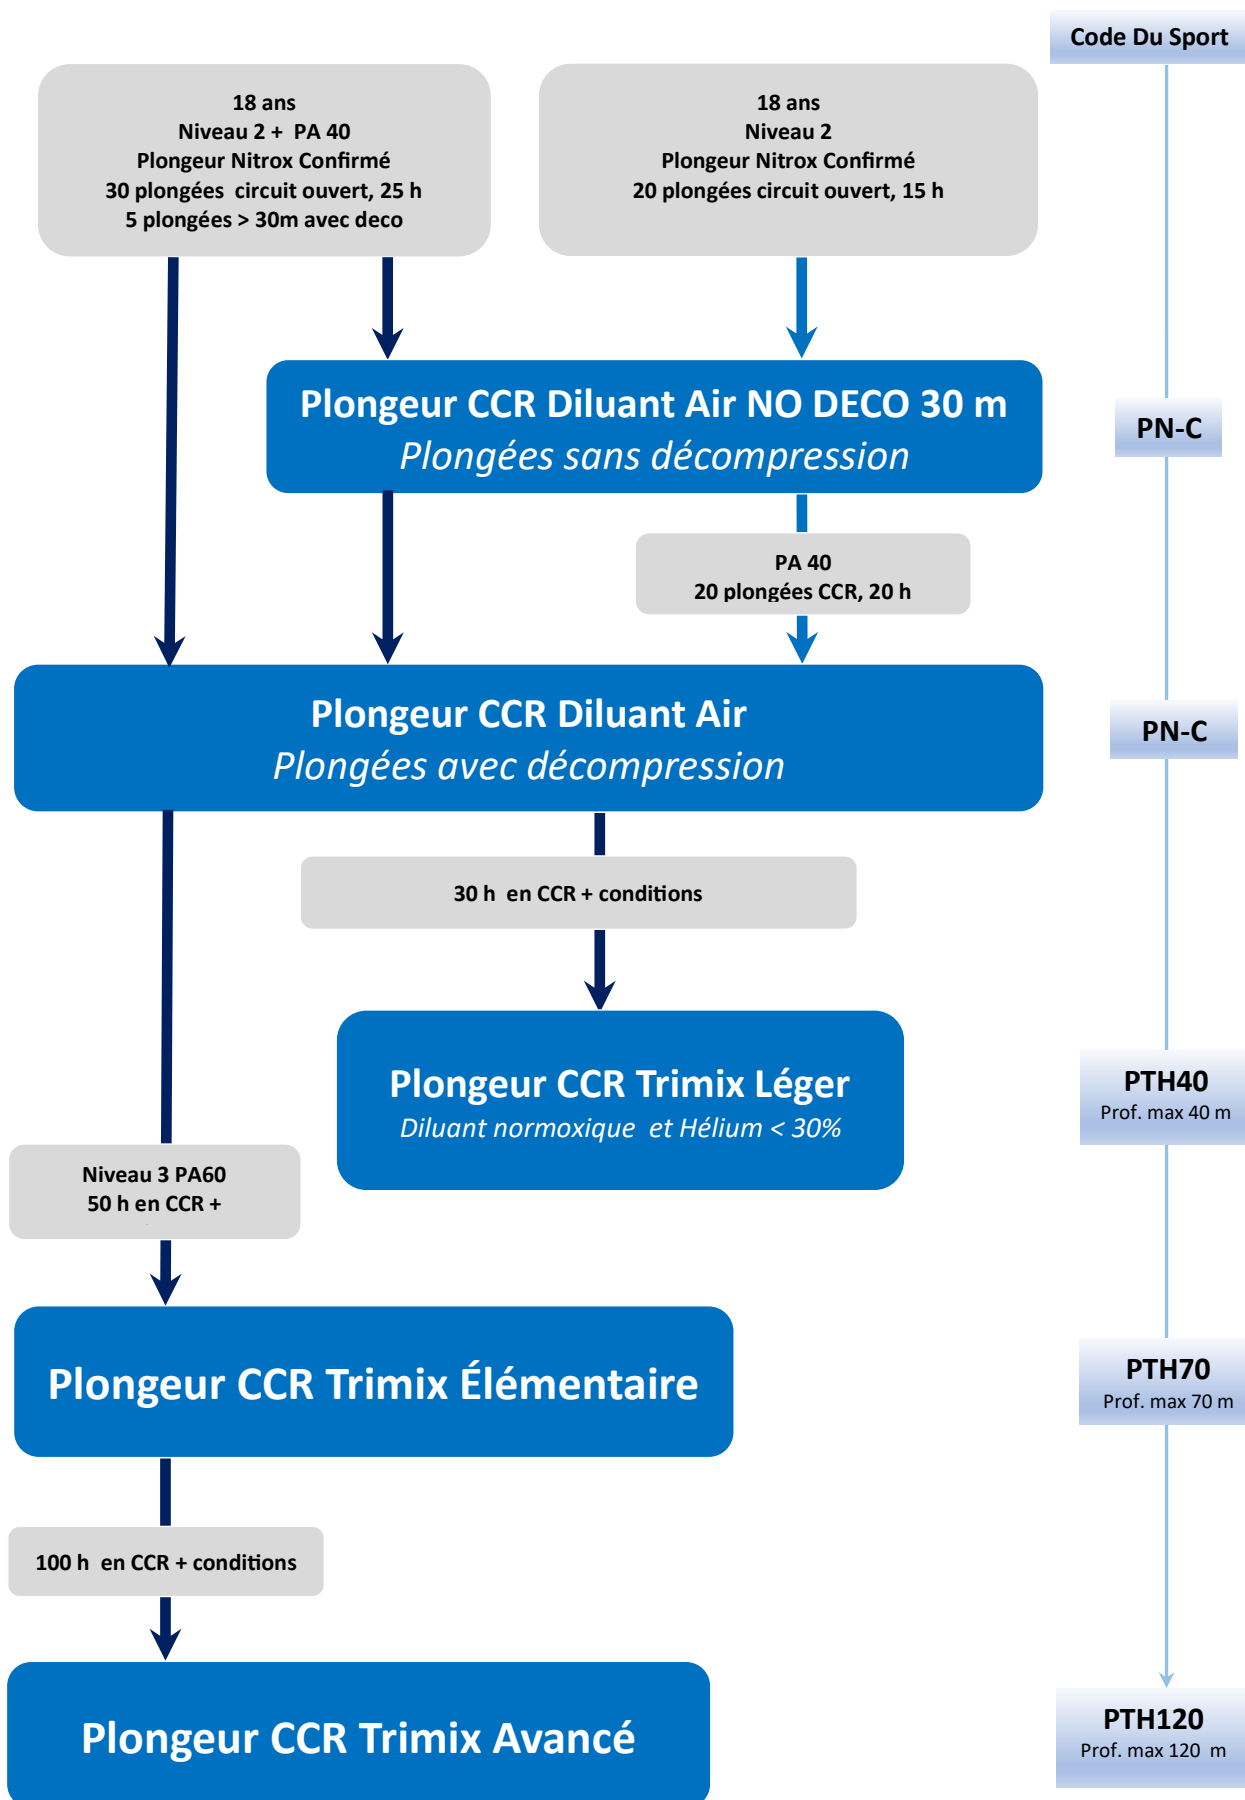 Code Du Sport
18 ans
Niveau 2 + PA 40
Plongeur Nitrox Confirmé
30 plongées circuit ouvert, 25 h
5 plongées > 30m avec deco
18 ans
Niveau 2
Plongeur Nitrox Confirmé
20 plongées circuit ouvert, 15 h
Plongeur CCR Diluant Air NO DECO 30 m
Plongées sans décompression
PN-C
PA 40
20 plongées CCR, 20 h
Plongeur CCR Diluant Air
Plongées avec décompression
PN-C
30 h en CCR + conditions
Plongeur CCR Trimix Léger
Diluant normoxique et Hélium < 30%
PTH40
Prof. max 40 m
Niveau 3 PA60
50 h en CCR +
Plongeur CCR Trimix Élémentaire
PTH70
Prof. max 70 m
100 h en CCR + conditions
Plongeur CCR Trimix Avancé
PTH120
Prof. max 120 m